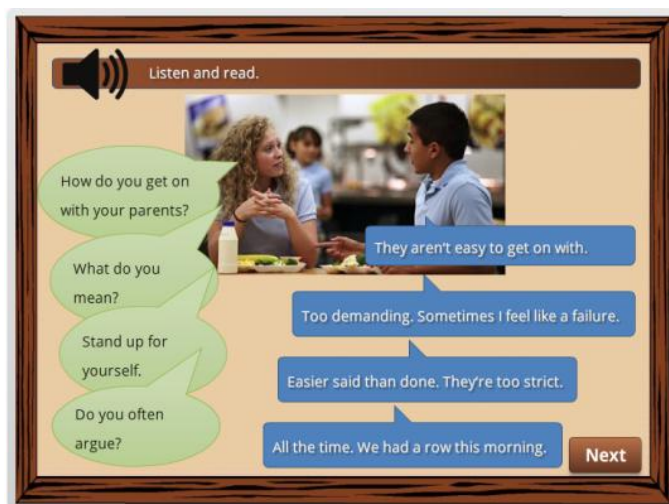 Listen and read.
How do you get on
with your parents?
They aren't easy to get on with.
What do you
mean?
Too demanding. Sometimes I feel like a failure.
Stand up for
yourself.
Easier said than done. They're too strict.
Do you often
argue?
All the time. We had a row this morning.
Next